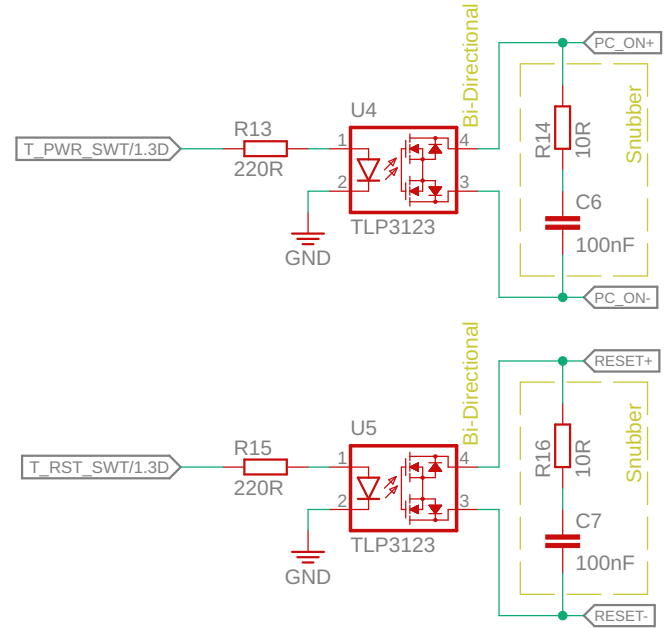 Bi-Directional
PC_ON+
U4
R13
T_PWR_SWT/1.3D
220R
1
2
4
3
TLP3123
GND
Snubber
R14
10R
C6
100nF
PC_ON-
Bi-Directional
RESET+
U5
R15
T_RST_SWT/1.3D
220R
1
2
4
3
TLP3123
GND
Snubber
R16
10R
C7
100nF
RESET-